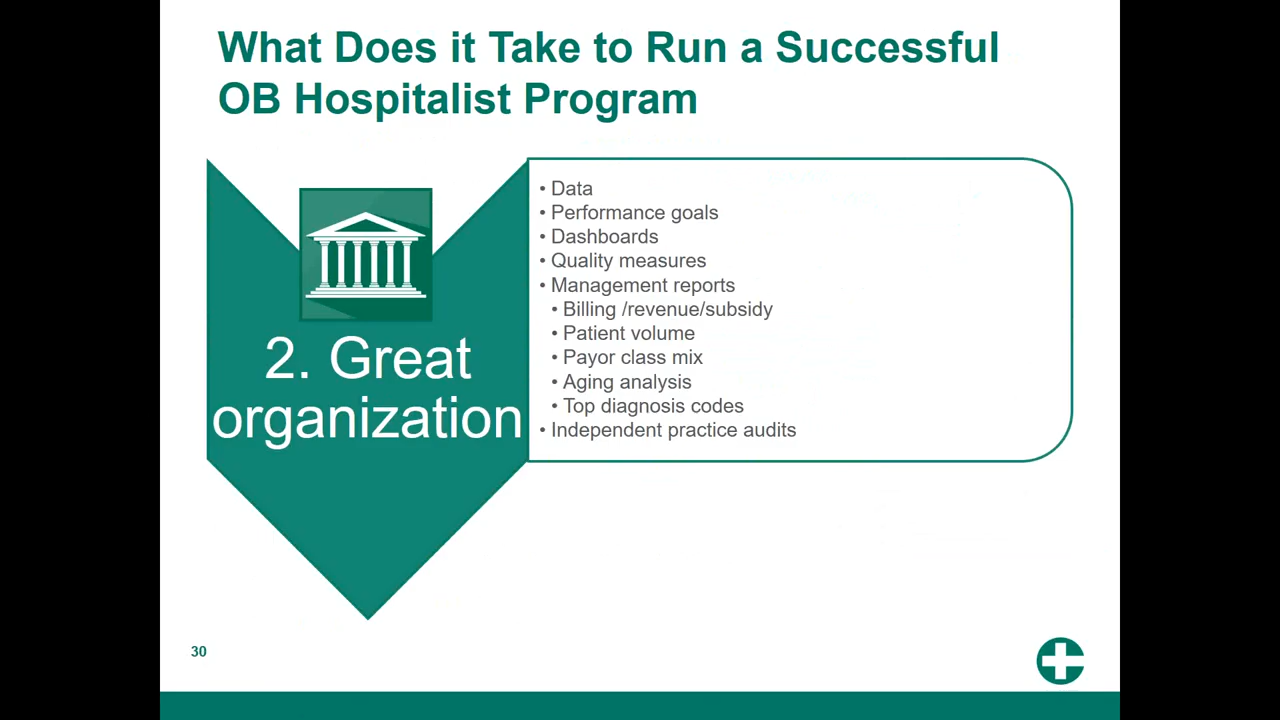 What Does it Take to Run a Successful
OB Hospitalist Program
2. Great
organization
• Data
• Performance goals
• Dashboards
• Quality measures
• Management reports
• Billing /revenue/subsidy
• Patient volume
• Payor class mix
• Aging analysis
• Top diagnosis codes
• Independent practice audits
30